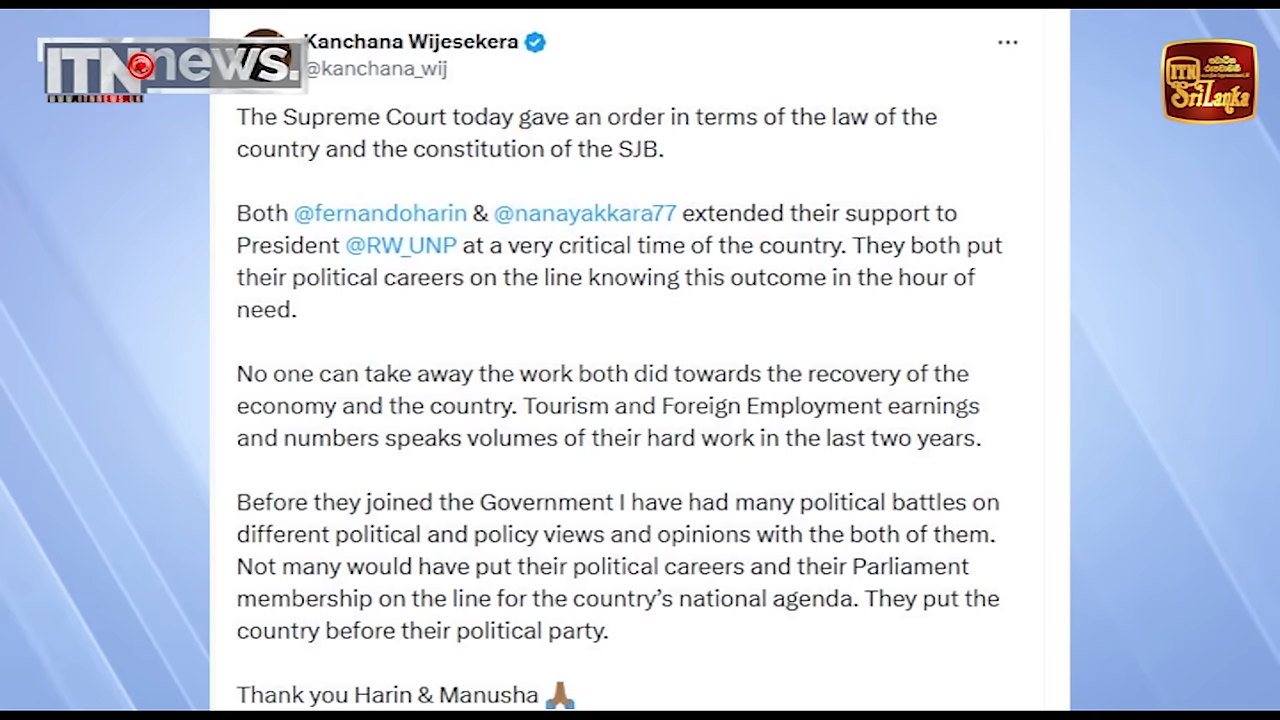 Kanchana Wijesekera
@kanchana_wij
ITN news.
WWW.ITNNEWS.LK
ITN
Sri Lanka
The Supreme Court today gave an order in terms of the law of the
country and the constitution of the SJB.
Both @fernandoharin & @nanayakkara77 extended their support to
President @RW_UNP at a very critical time of the country. They both put
their political careers on the line knowing this outcome in the hour of
need.
No one can take away the work both did towards the recovery of the
economy and the country. Tourism and Foreign Employment earnings
and numbers speaks volumes of their hard work in the last two years.
Before they joined the Government I have had many political battles on
different political and policy views and opinions with the both of them.
Not many would have put their political careers and their Parliament
membership on the line for the country’s national agenda. They put the
country before their political party.
Thank you Harin & Manusha 🙏🏾